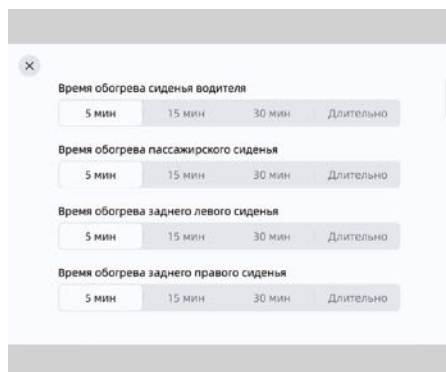 Время обогрева сиденья водителя
5 мин 15 мин 30 мин Длительно
Время обогрева пассажирского сиденья
5 мин 15 мин 30 мин Длительно
Время обогрева заднего левого сиденья
5 мин 15 мин 30 мин Длительно
Время обогрева заднего правого сиденья
5 мин 15 мин 30 мин Длительно